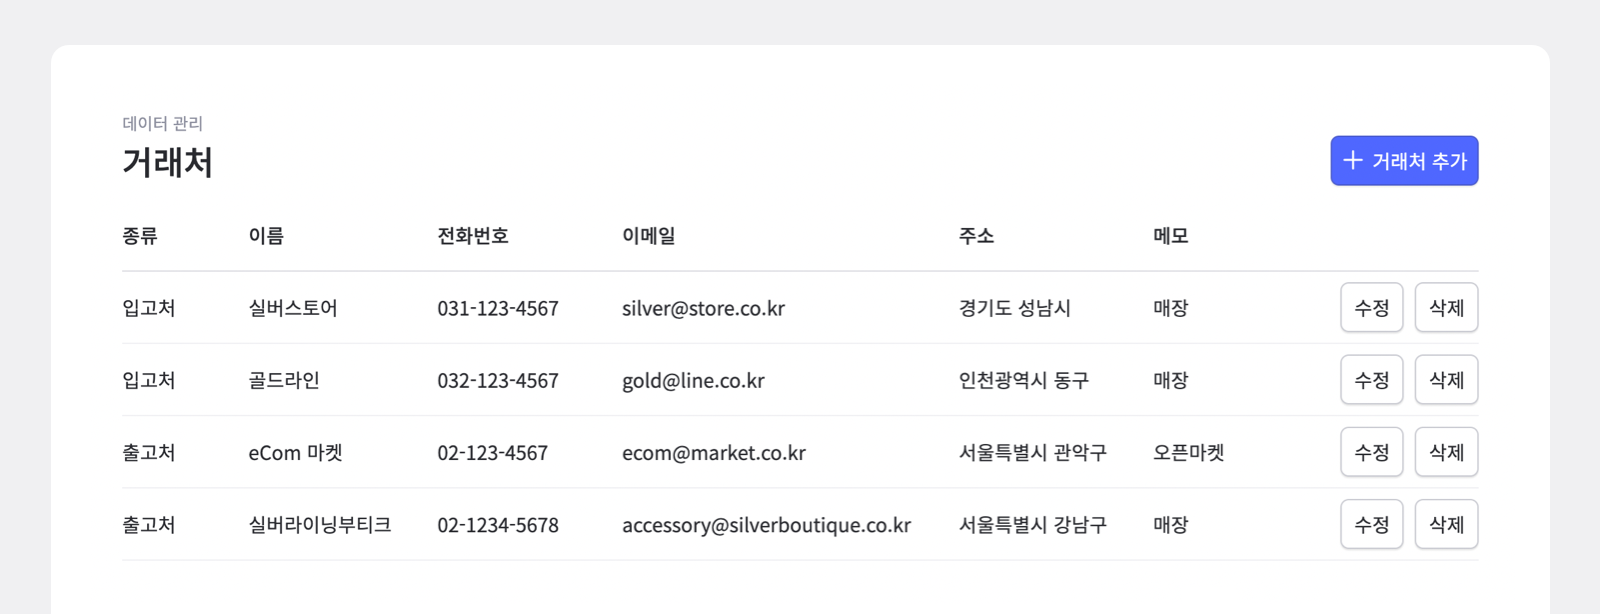 데이터 관리
거래처
+ 거래처 추가
종류 이름 전화번호 이메일 주소 메모
입고처 실버스토어 031-123-4567 silver@store.co.kr 경기도 성남시 매장 수정 삭제
입고처 골드라인 032-123-4567 gold@line.co.kr 인천광역시 동구 매장 수정 삭제
출고처 eCom 마켓 02-123-4567 ecom@market.co.kr 서울특별시 관악구 오픈마켓 수정 삭제
출고처 실버라이닝부티크 02-1234-5678 accessory@silverboutique.co.kr 서울특별시 강남구 매장 수정 삭제